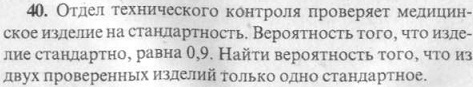 40. Отдел технического контроля проверяет медицин-
ское изделие на стандартность. Вероятность того, что изде-
лие стандартно, равна 0,9. Найти вероятность того, что из
двух проверенных изделий только одно стандартное.